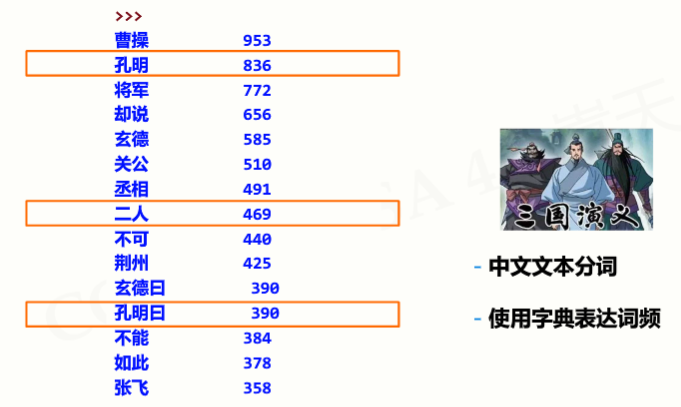 >>>
曹操 953
孔明 836
将军 772
却说 656
玄德 585
关公 510
丞相 491
二人 469
不可 440
荆州 425
玄德曰 390
孔明曰 390
不能 384
如此 378
张飞 358
三国演义
- 中文文本分词
- 使用字典表达词频